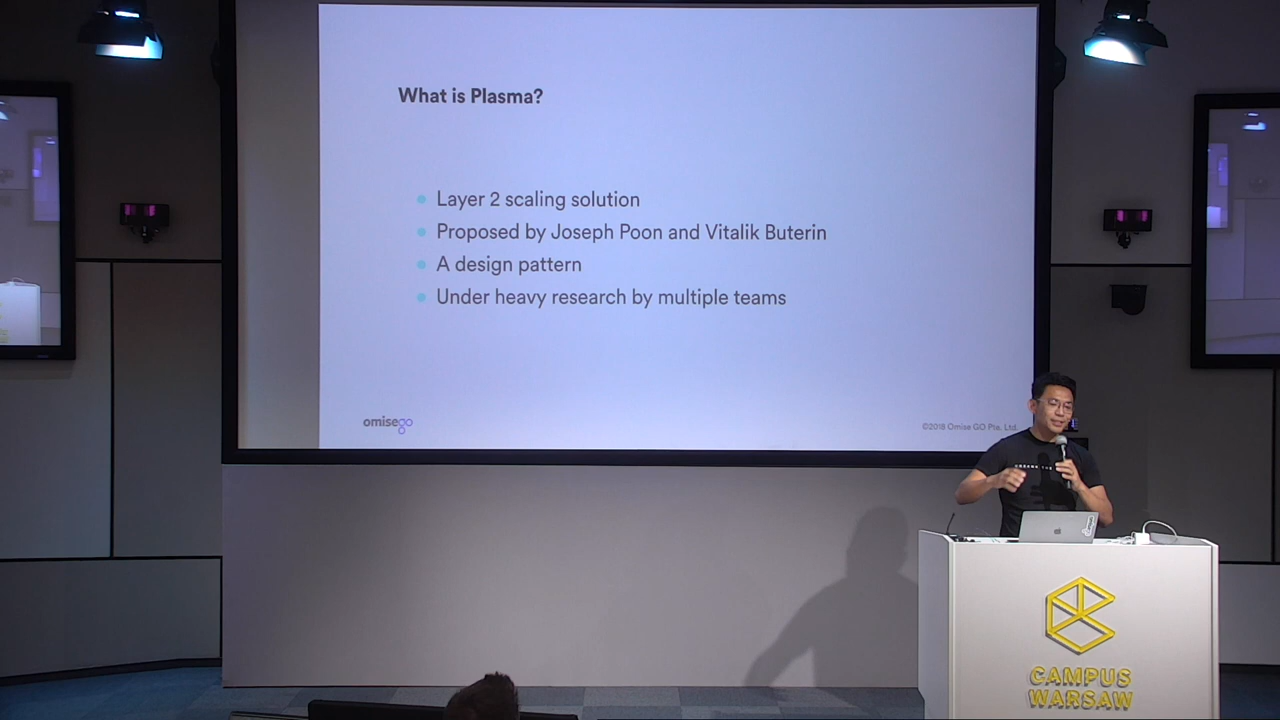 What is Plasma?
Layer 2 scaling solution
Proposed by Joseph Poon and Vitalik Buterin
A design pattern
Under heavy research by multiple teams
omisego
©2018 Omise GO Pte. Ltd.
CAMPUS
WARSAW